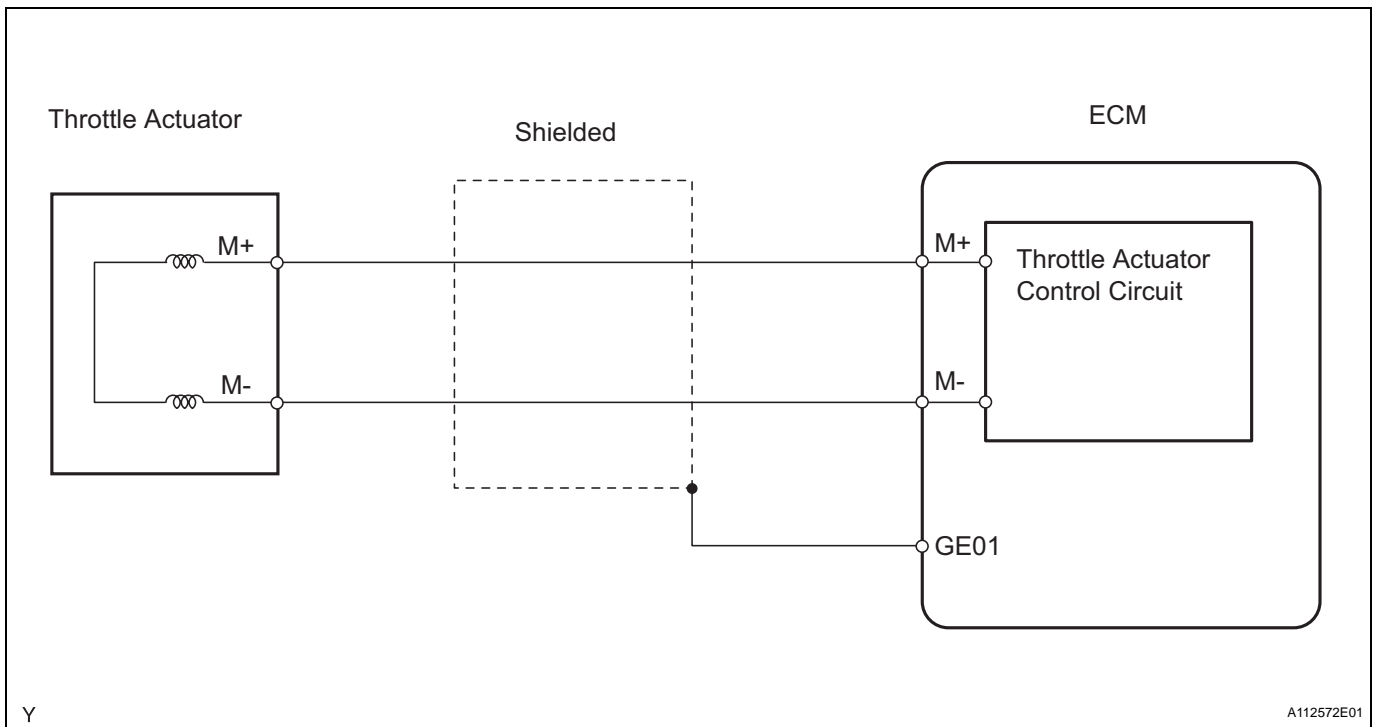 Throttle Actuator
Shielded
ECM
M+
M+
Throttle Actuator
Control Circuit
M-
M-
GE01
Y
A112572E01